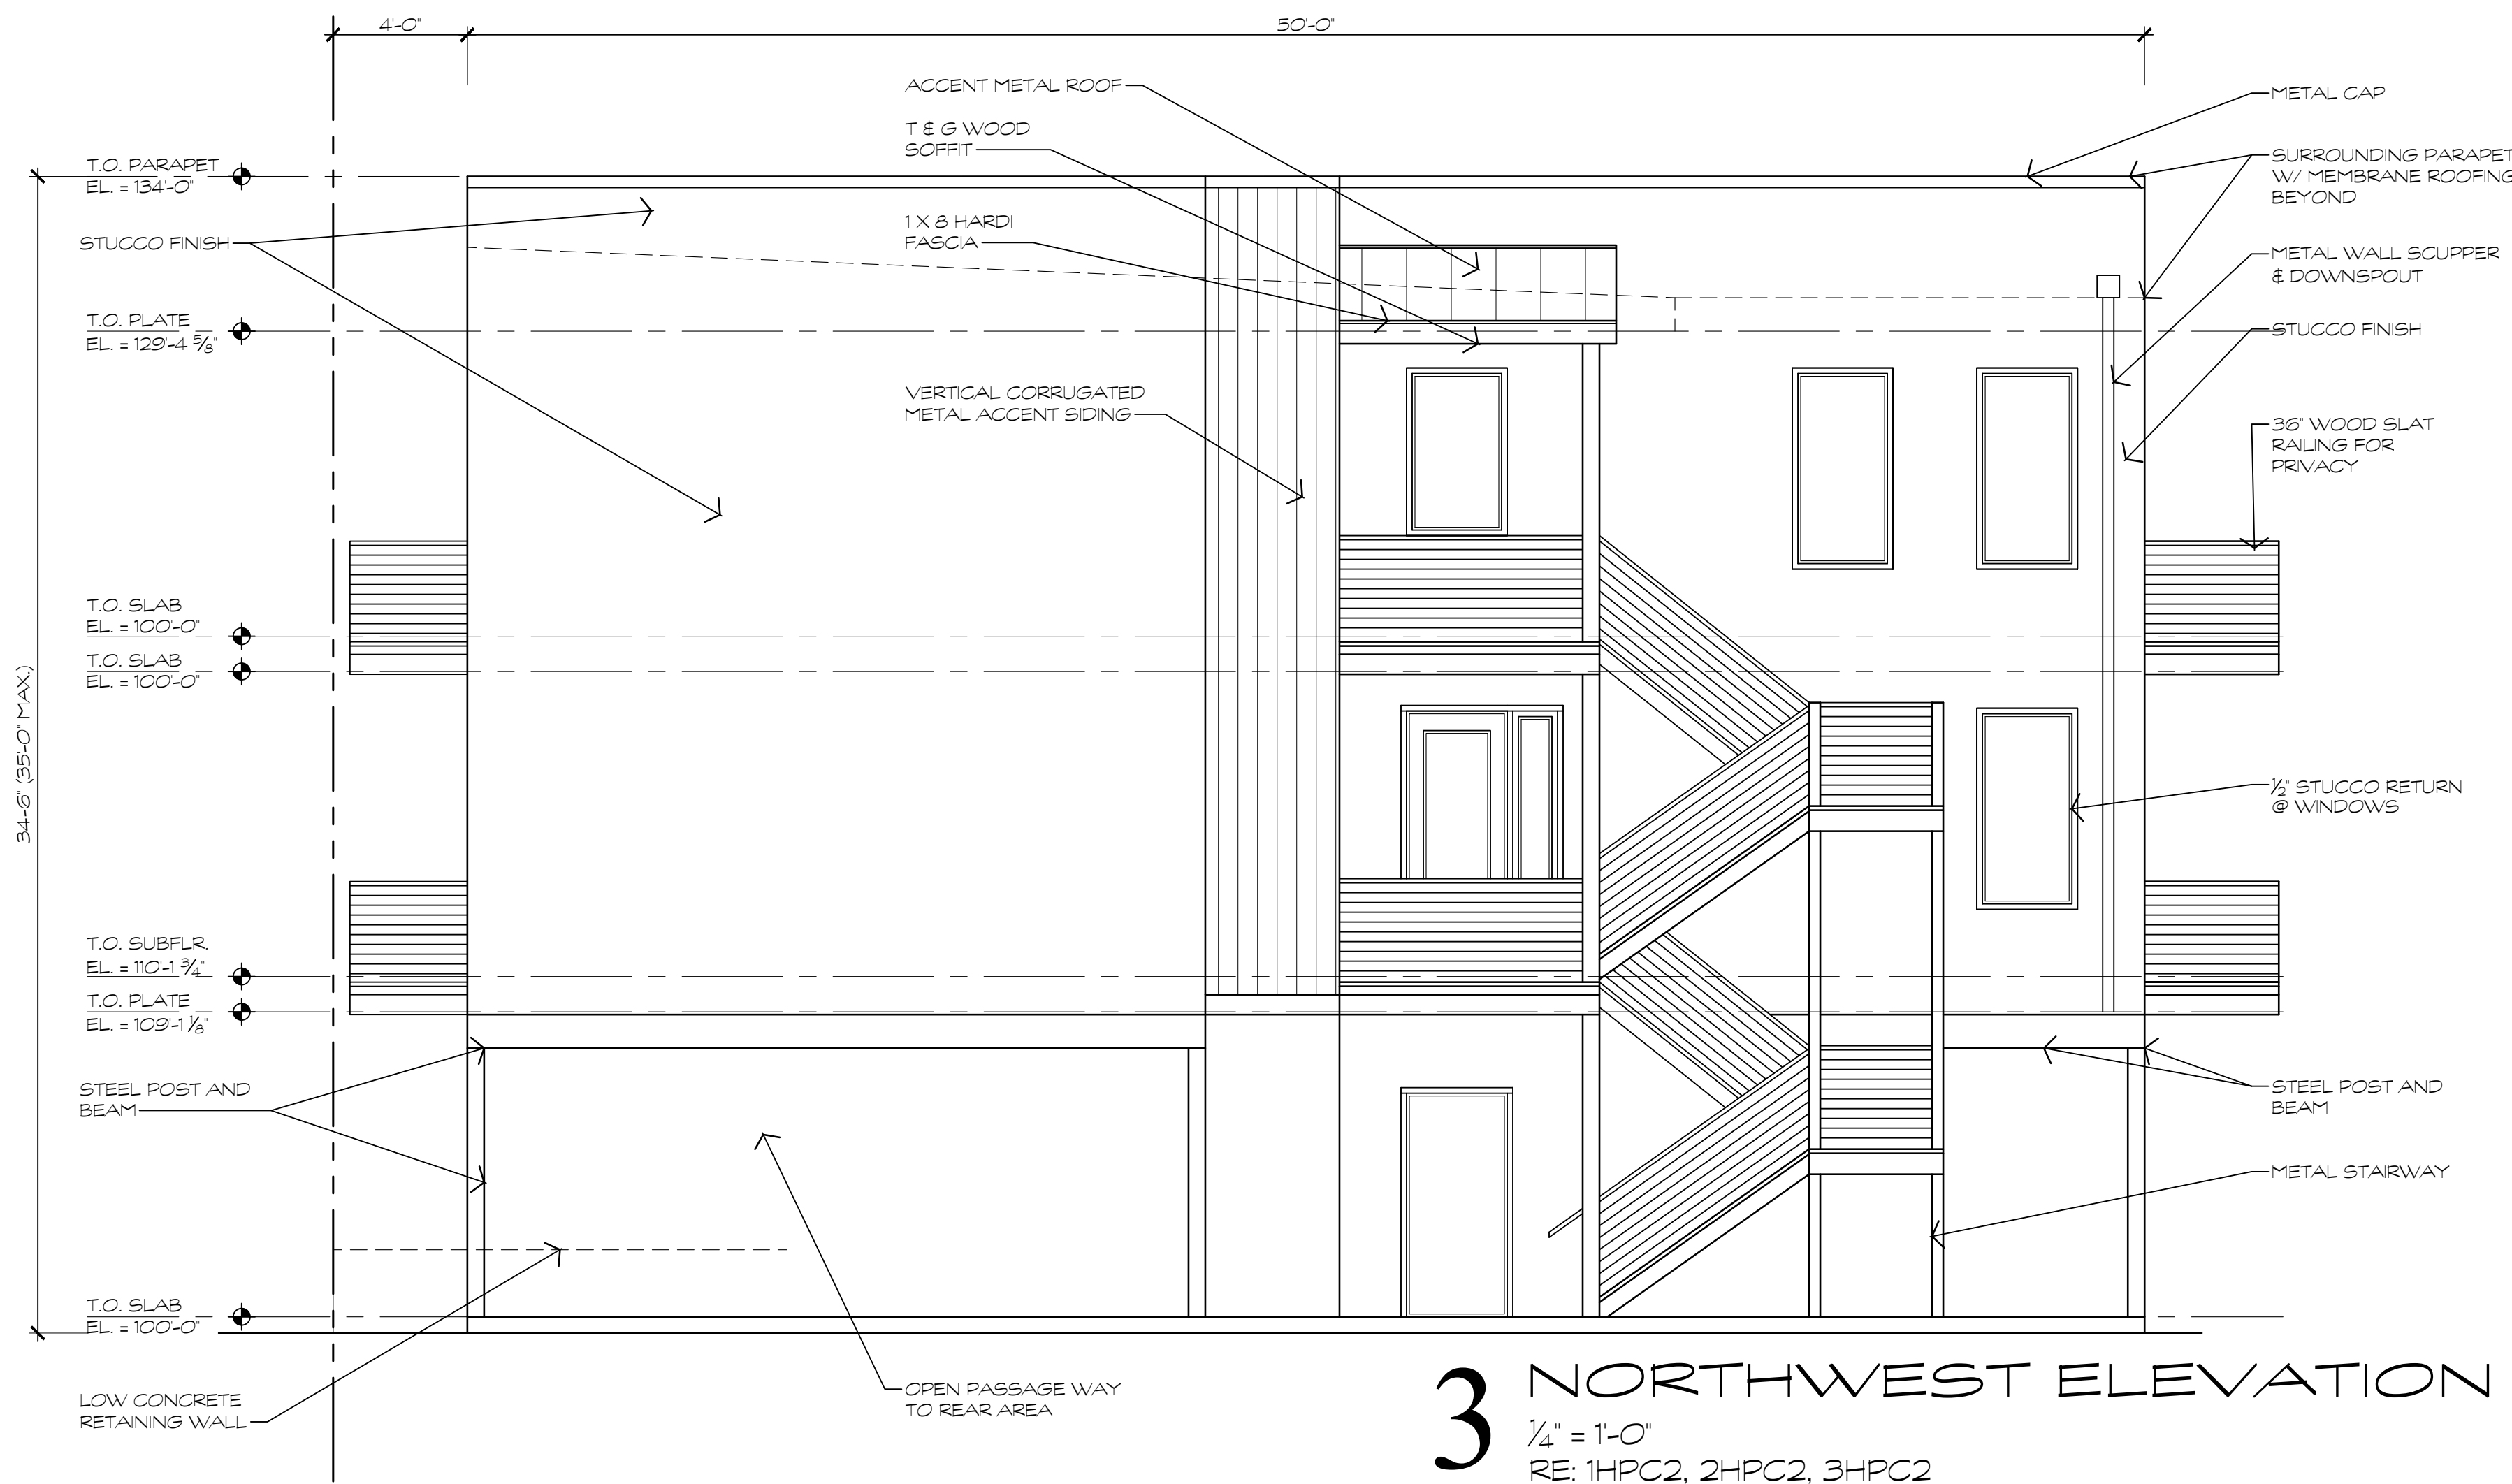 4'-0"
50'-0"
ACCENT METAL ROOF
T & G WOOD
SOFFIT
1 X 8 HARDI
FASCIA
VERTICAL CORRUGATED
METAL ACCENT SIDING
T.O. PARAPET
EL. = 134'-0"
STUCCO FINISH
T.O. PLATE
EL. = 129'-4 5/8"
T.O. SLAB
EL. = 100'-0"
T.O. SLAB
EL. = 100'-0"
34'-6" (35'-0" MAX.)
T.O. SUBFLR.
EL. = 110'-1 3/4"
T.O. PLATE
EL. = 109'-1 1/8"
STEEL POST AND
BEAM
T.O. SLAB
EL. = 100'-0"
LOW CONCRETE
RETAINING WALL
OPEN PASSAGE WAY
TO REAR AREA
METAL CAP
SURROUNDING PARAPET
W/ MEMBRANE ROOFING
BEYOND
METAL WALL SCUPPER
& DOWNSPOUT
STUCCO FINISH
36" WOOD SLAT
RAILING FOR
PRIVACY
1/2" STUCCO RETURN
@ WINDOWS
STEEL POST AND
BEAM
METAL STAIRWAY
3 NORTHWEST ELEVATION
1/4" = 1'-0"
RE: 1HPC2, 2HPC2, 3HPC2